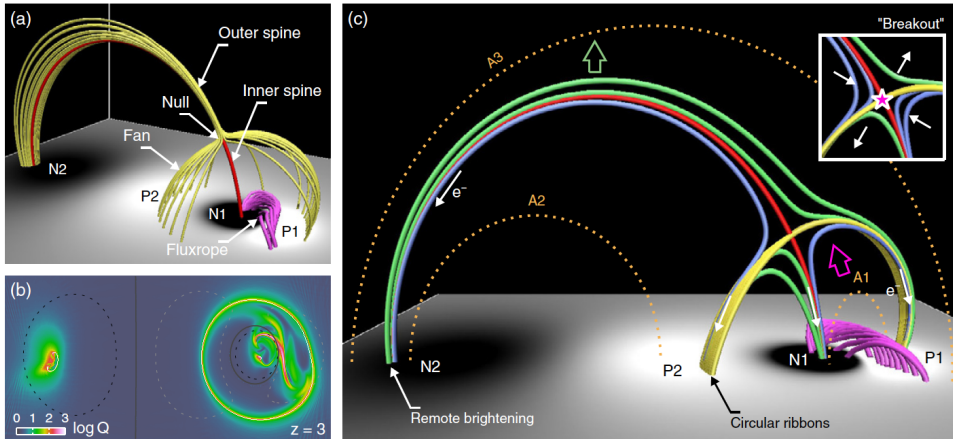 (a)
Outer spine
Inner spine
Null
Fan
N2
P2
N1
P1
Fluxrope
(b)
0 1 2 3
log Q
z = 3
(c)
"Breakout"
A3
e⁻
A2
A1
e⁻
N2
P2
N1
P1
Remote brightening
Circular ribbons